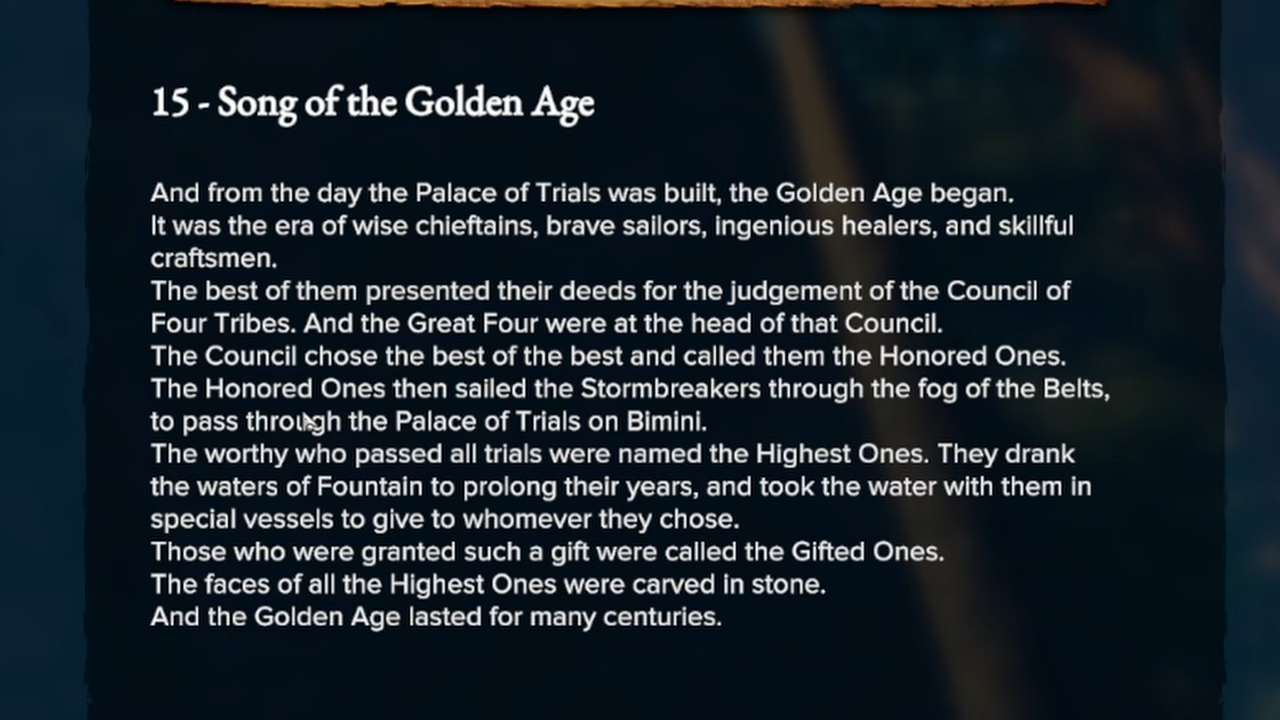 15 - Song of the Golden Age
And from the day the Palace of Trials was built, the Golden Age began.
It was the era of wise chieftains, brave sailors, ingenious healers, and skillful
craftsmen.
The best of them presented their deeds for the judgement of the Council of
Four Tribes. And the Great Four were at the head of that Council.
The Council chose the best of the best and called them the Honored Ones.
The Honored Ones then sailed the Stormbreakers through the fog of the Belts,
to pass through the Palace of Trials on Bimini.
The worthy who passed all trials were named the Highest Ones. They drank
the waters of Fountain to prolong their years, and took the water with them in
special vessels to give to whomever they chose.
Those who were granted such a gift were called the Gifted Ones.
The faces of all the Highest Ones were carved in stone.
And the Golden Age lasted for many centuries.